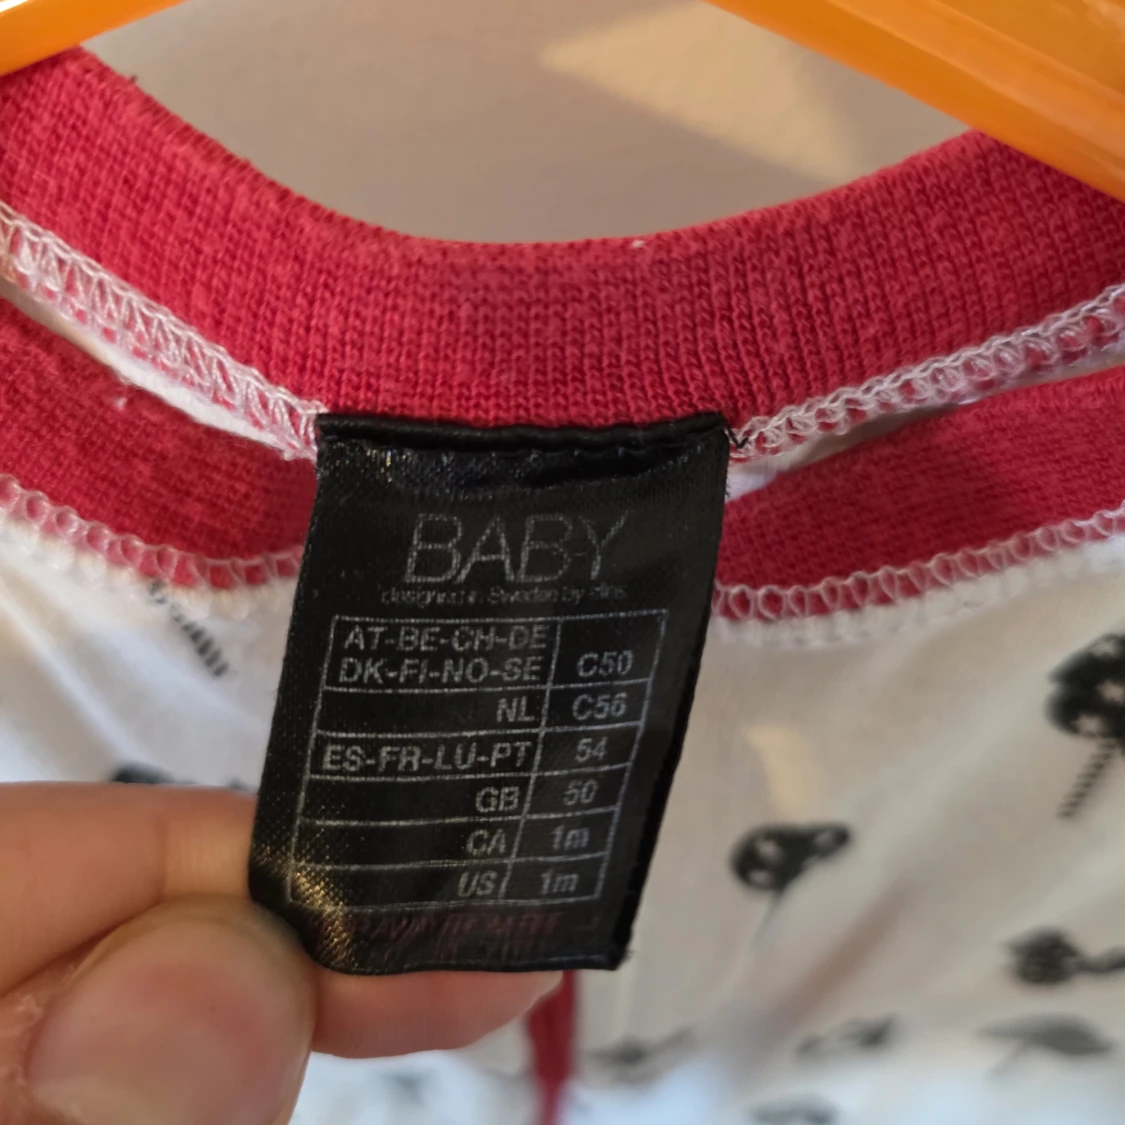 BABY
designed in Sweden by ellos
AT-BE-CH-DE
DK-FI-NO-SE C50
NL C56
ES-FR-LU-PT 54
GB 50
CA 1m
US 1m